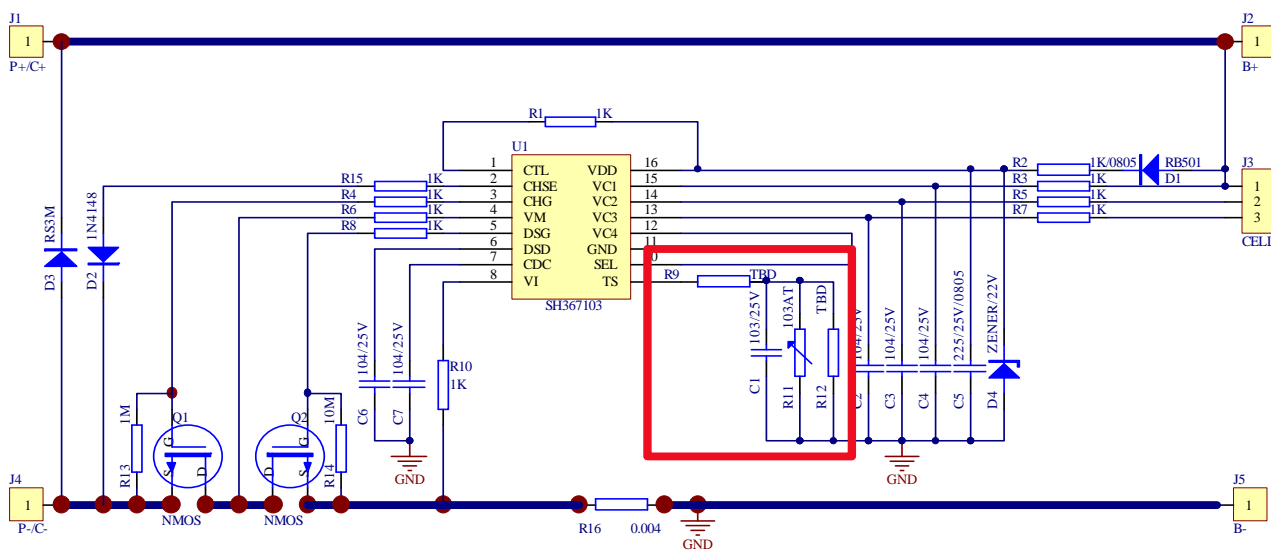 J1
1
P+/C+
J2
1
B+
R1 1K
U1
1 CTL VDD 16
2 CHSE VC1 15
3 CHG VC2 14
4 VM VC3 13
5 DSG VC4 12
6 DSD GND 11
7 CDC SEL 0
8 VI TS
SH367103
R15 1K
R4 1K
R6 1K
R8 1K
R2 1K/0805 RB501
D1
R3 1K
R5 1K
R7 1K
J3
1
2
3
CELL
RS3M
D3
1N4148
D2
R9 TBD
103/25V
C1
103AT
R11
TBD
R12
104/25V
C2
104/25V
C3
104/25V
C4
225/25V/0805
C5
ZENER/22V
D4
104/25V
C6
104/25V
C7
R10
1K
GND
GND
1M
R13
Q1
G
S
D
NMOS
Q2
G
D
S
NMOS
10M
R14
J4
1
P-/C-
R16 0.004
GND
J5
1
B-